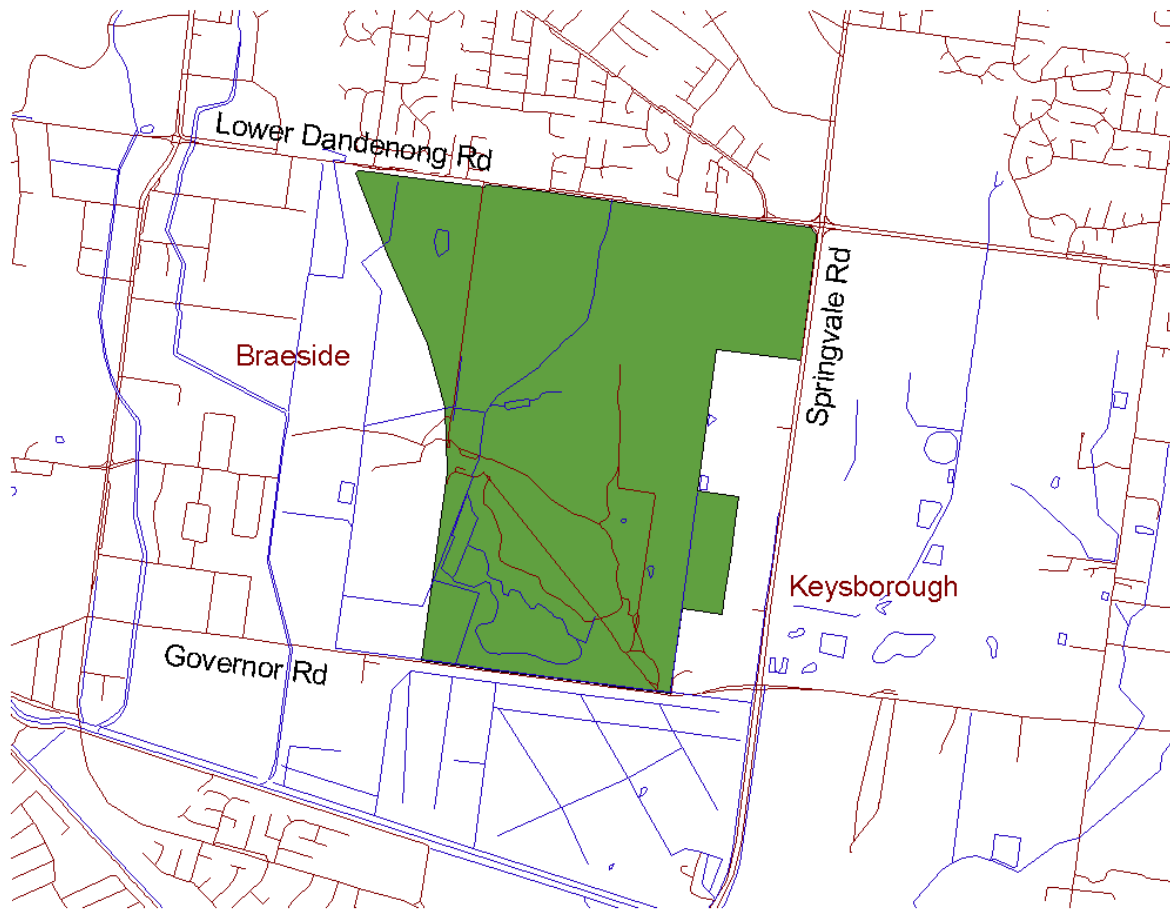 Lower Dandenong Rd
Springvale Rd
Braeside
Keysborough
Governor Rd